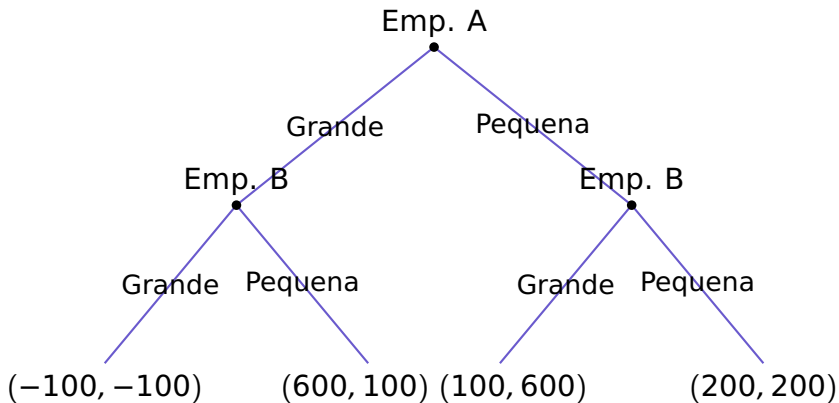 Emp. A
Grande
Pequena
Emp. B
Emp. B
Grande
Pequena
Grande
Pequena
(−100, −100)
(600, 100)
(100, 600)
(200, 200)